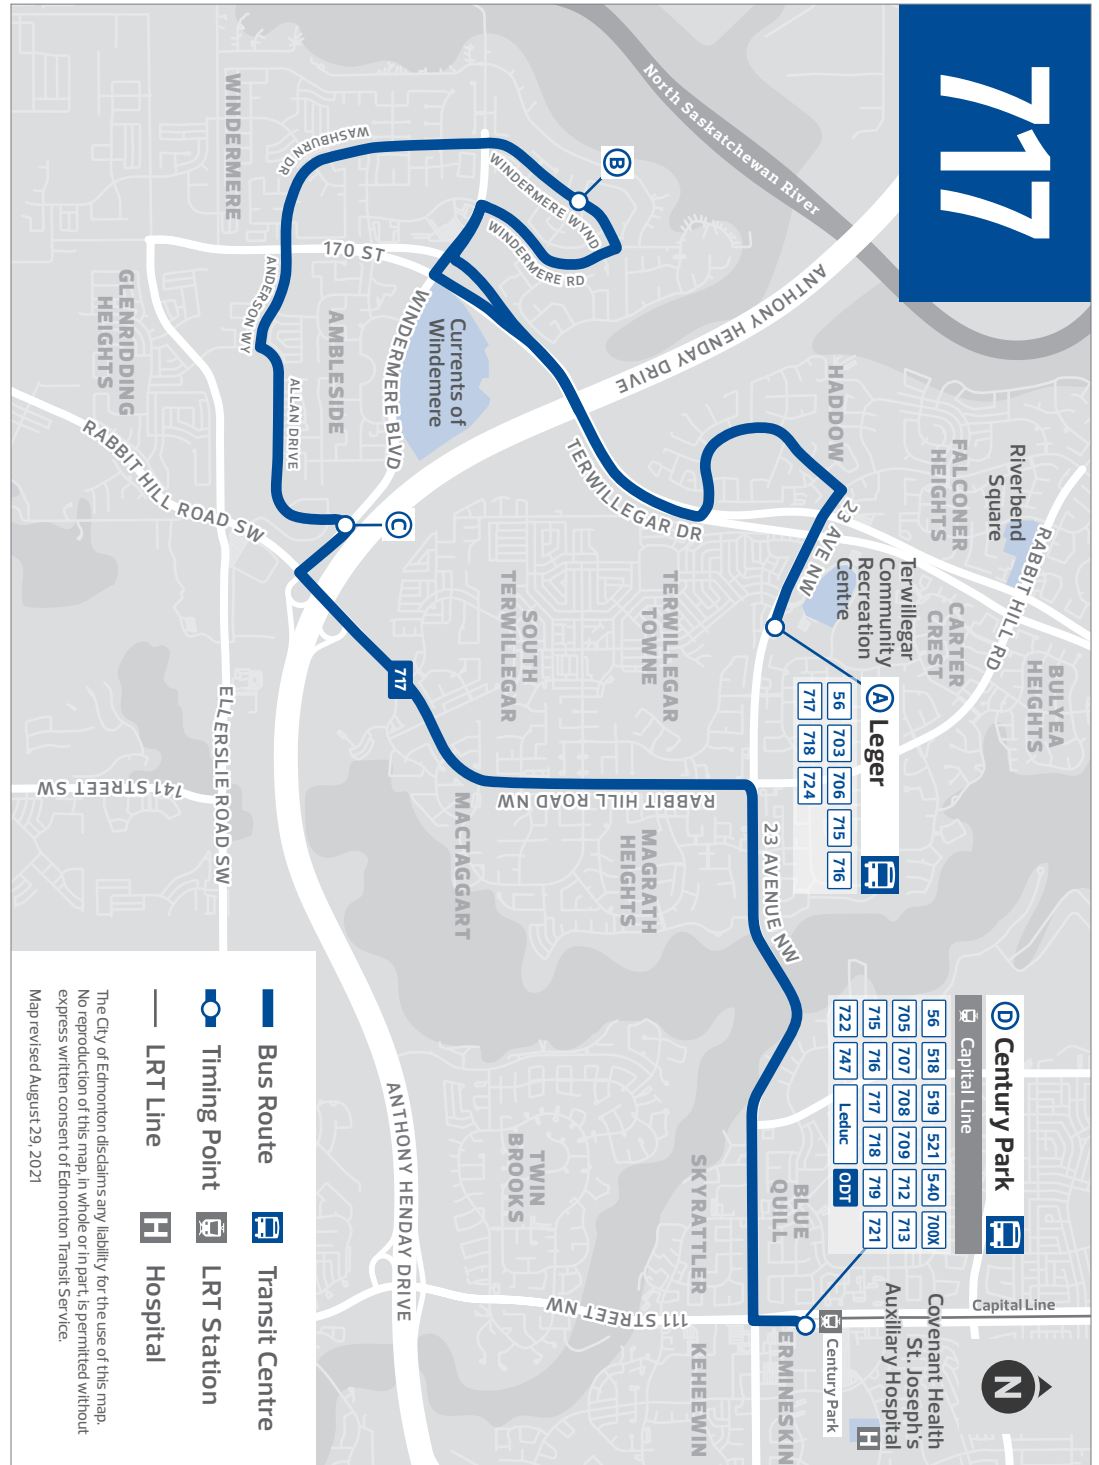 717
North Saskatchewan River
ANTHONY HENDAY DRIVE
WINDERMERE
WASHBURN DR
B
WINDERMERE WYND
WINDERMERE RD
170 ST
ANDERSON WY
GLENRIDDING
HEIGHTS
AMBLESIDE
ALLAN DRIVE
WINDERMERE BLVD
Currents of
Windemere
RABBIT HILL ROAD SW
C
TERWILLEGAR DR
HADDOW
23 AVE NW
FALCONER
HEIGHTS
Riverbend
Square
RABBIT HILL RD
Terwillegar
Community
Recreation
Centre
CARTER
CREST
BULYEA
HEIGHTS
TERWILLEGAR
TOWNE
SOUTH
TERWILLEGAR
A Leger
56 703 706 715 716
717 718 724
717
ELLERSLIE ROAD SW
141 STREET SW
RABBIT HILL ROAD NW
MACTAGGART
MAGRATH
HEIGHTS
23 AVENUE NW
D Century Park
Capital Line
56 518 519 521 540 700X
705 707 708 709 712 713
715 716 717 718 719 721
722 747 Leduc ODT
ANTHONY HENDAY DRIVE
TWIN
BROOKS
SKYRATTLER
BLUE
QUILL
111 STREET NW
KEHEEWIN
ERMINESKIN
Century Park
Capital Line
Covenant Health
St. Joseph's
Auxiliary Hospital
H
N
Bus Route
Timing Point
LRT Line
Transit Centre
LRT Station
H Hospital
The City of Edmonton disclaims any liability for the use of this map.
No reproduction of this map, in whole or in part, is permitted without
express written consent of Edmonton Transit Service.
Map revised August 29, 2021